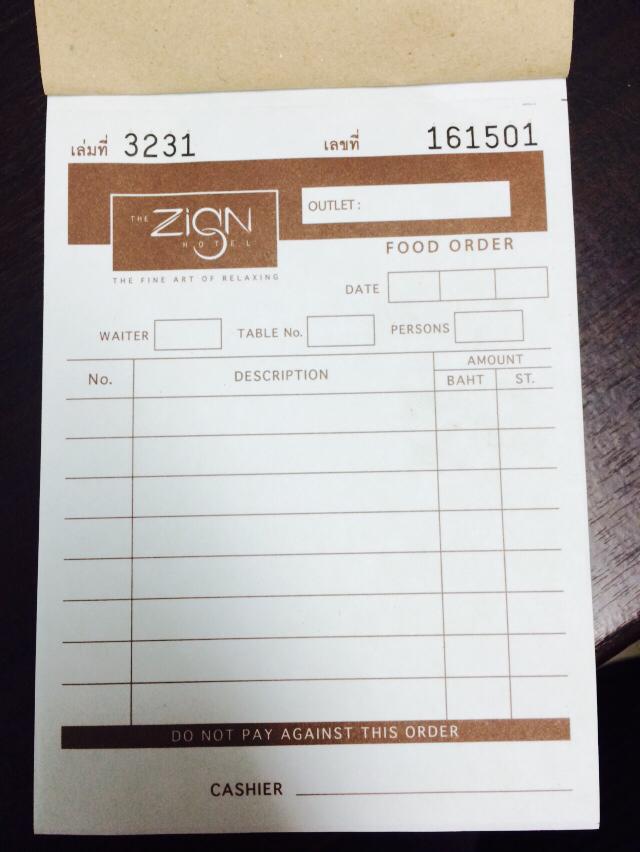 เล่มที่ 3231 เลขที่ 161501
OUTLET :
THE ZIGN
HOTEL
FOOD ORDER
THE FINE ART OF RELAXING
DATE
WAITER TABLE No. PERSONS
No. DESCRIPTION AMOUNT
BAHT ST.
DO NOT PAY AGAINST THIS ORDER
CASHIER